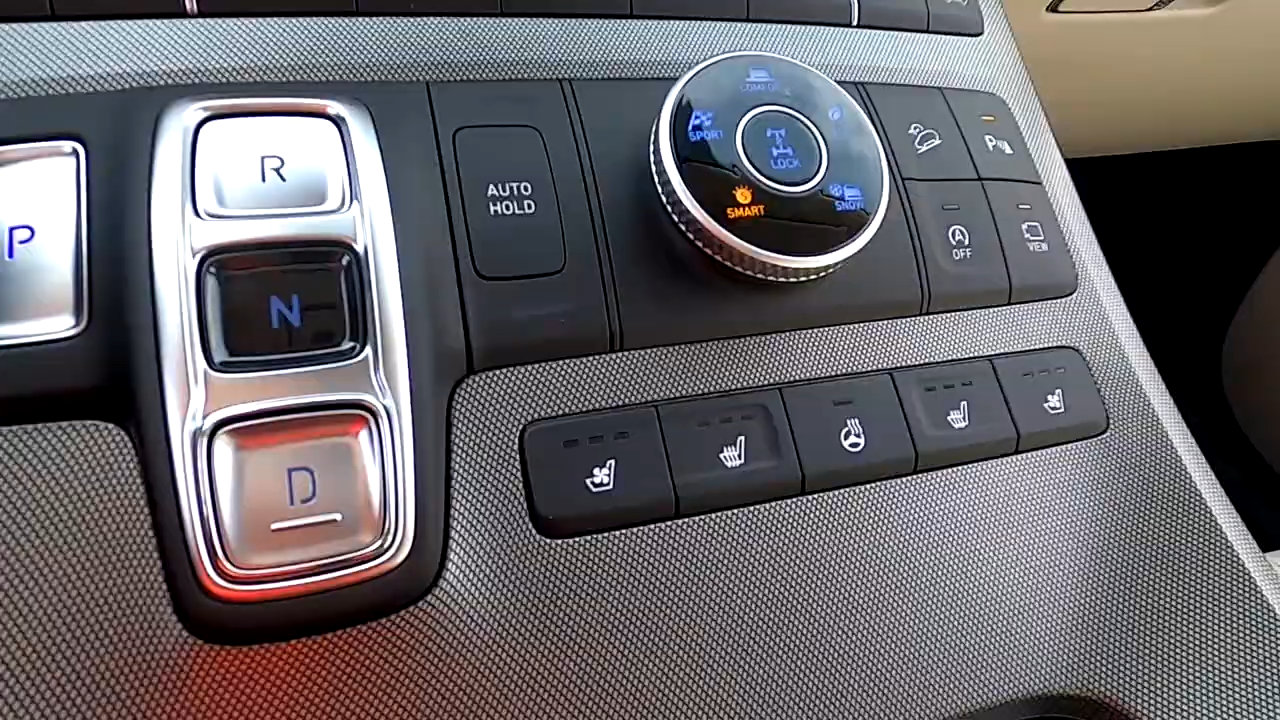 P
R
N
D
AUTO
HOLD
COMFORT
SPORT
LOCK
SMART
SNOW
P
OFF
VIEW